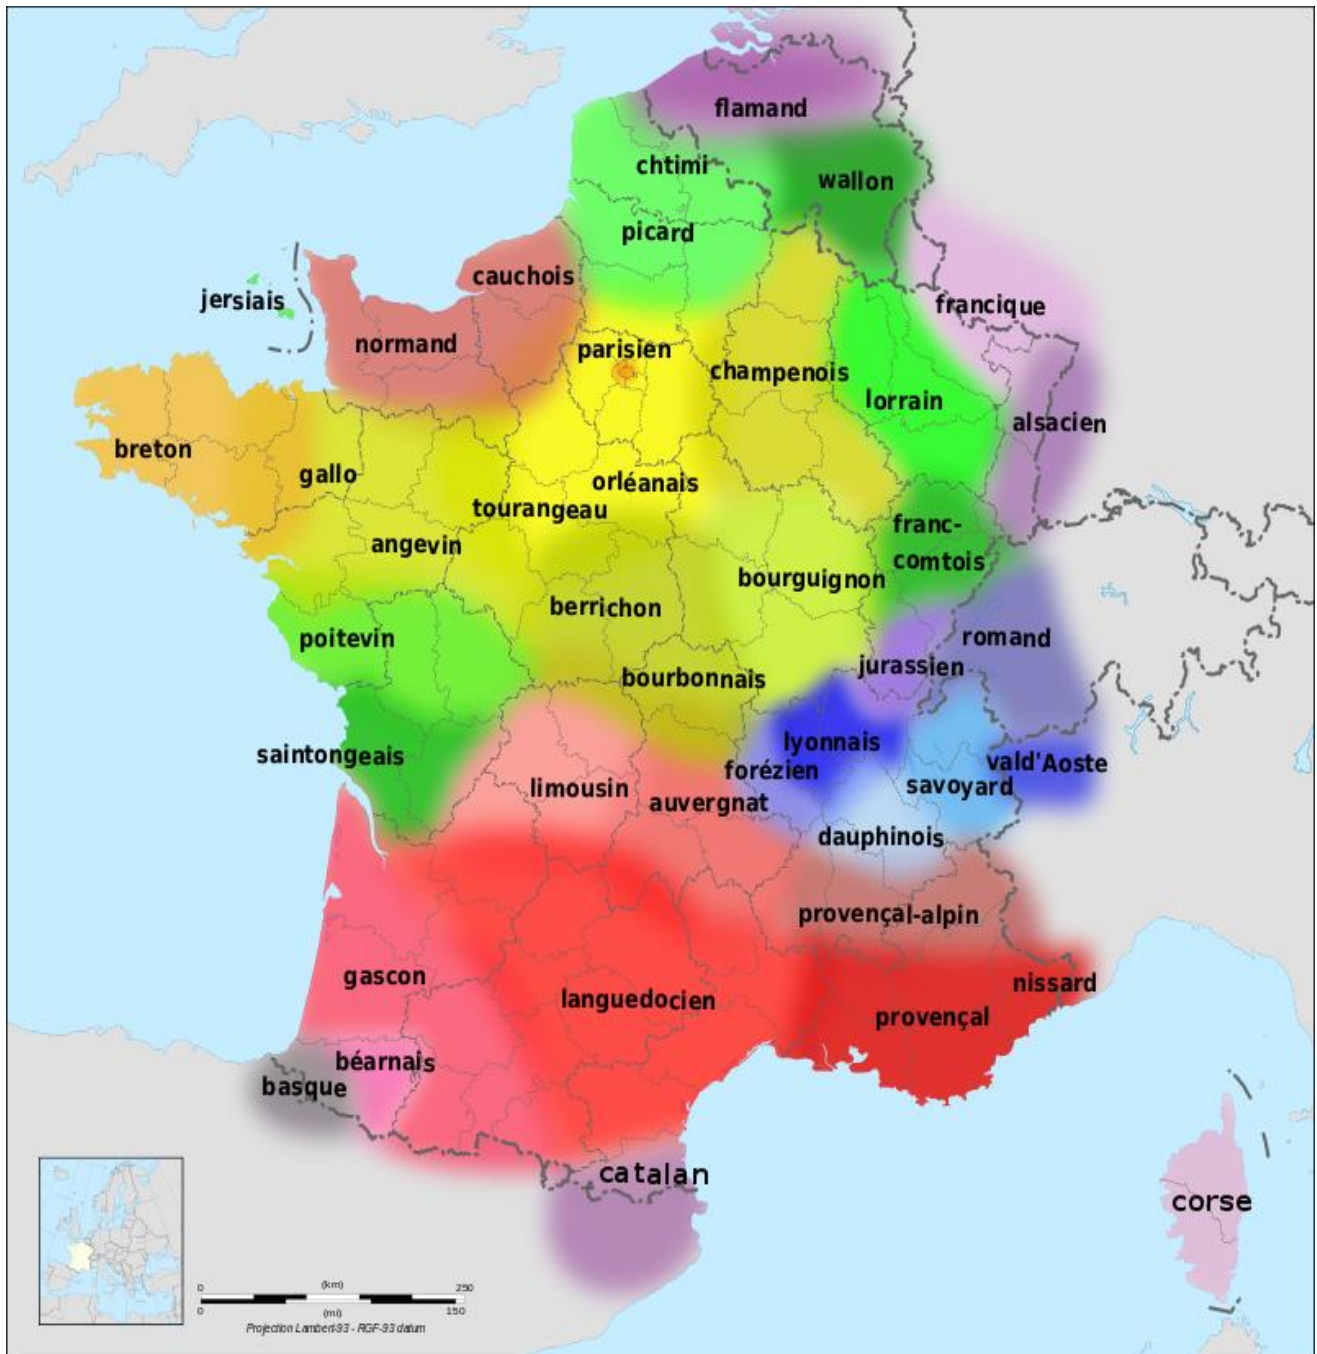 flamand
chtimi
wallon
picard
cauchois
jersiais
francique
normand
parisien
champenois
lorrain
alsacien
breton
gallo
orléanais
tourangeau
franc-
comtois
angevin
bourguignon
berrichon
poitevin
romand
jurassien
bourbonnais
lyonnais
saintongeais
forézien
vald'Aoste
savoyard
limousin
auvergnat
dauphinois
provençal-alpin
gascon
nissard
languedocien
provençal
béarnais
basque
catalan
corse
0 250
(km)
0 150
(mi)
Projection Lambert-93 - RGF-93 datum